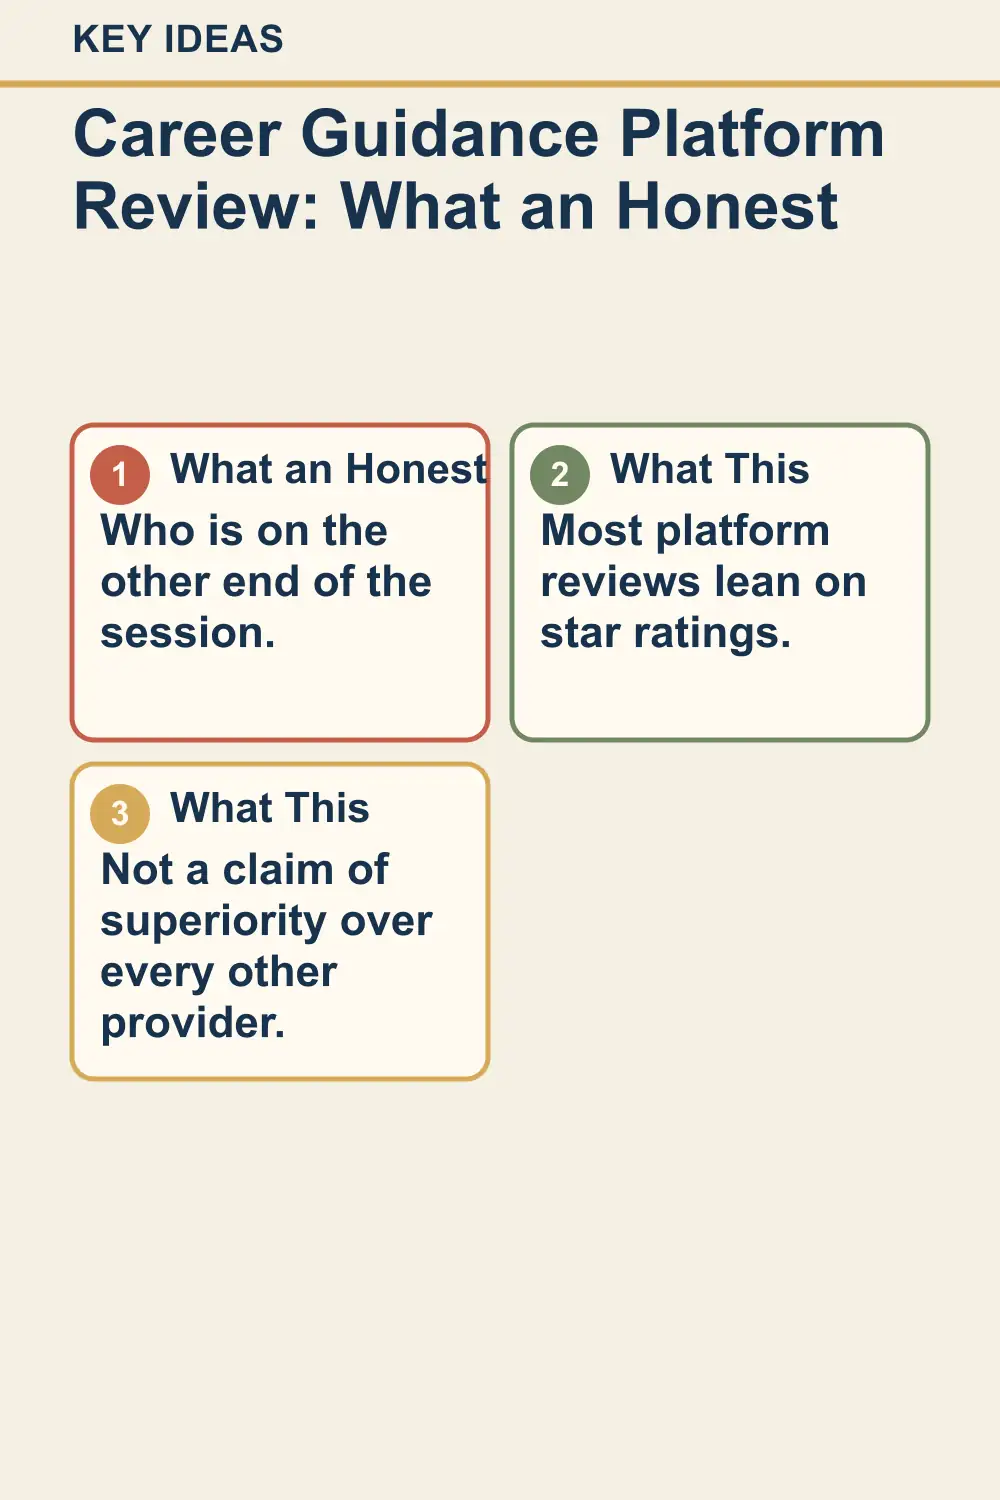 KEY IDEAS
Career Guidance Platform
Review: What an Honest
1 What an Honest
Who is on the
other end of the
session.
2 What This
Most platform
reviews lean on
star ratings.
3 What This
Not a claim of
superiority over
every other
provider.